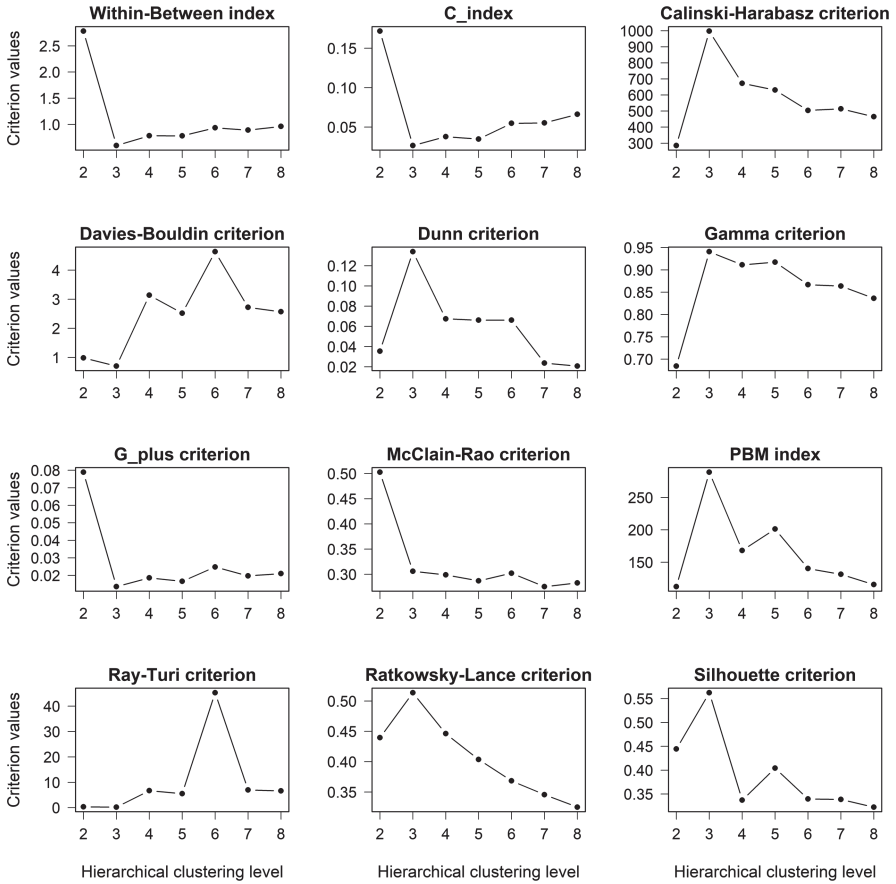 Within-Between index
Criterion values
2.5
2.0
1.5
1.0
2 3 4 5 6 7 8
C_index
0.15
0.10
0.05
2 3 4 5 6 7 8
Calinski-Harabasz criterion
1000
900
800
700
600
500
400
300
2 3 4 5 6 7 8
Davies-Bouldin criterion
Criterion values
4
3
2
1
2 3 4 5 6 7 8
Dunn criterion
0.12
0.10
0.08
0.06
0.04
0.02
2 3 4 5 6 7 8
Gamma criterion
0.95
0.90
0.85
0.80
0.75
0.70
2 3 4 5 6 7 8
G_plus criterion
Criterion values
0.08
0.07
0.06
0.05
0.04
0.03
0.02
2 3 4 5 6 7 8
McClain-Rao criterion
0.50
0.45
0.40
0.35
0.30
2 3 4 5 6 7 8
PBM index
250
200
150
2 3 4 5 6 7 8
Ray-Turi criterion
Criterion values
40
30
20
10
0
2 3 4 5 6 7 8
Hierarchical clustering level
Ratkowsky-Lance criterion
0.50
0.45
0.40
0.35
2 3 4 5 6 7 8
Hierarchical clustering level
Silhouette criterion
0.55
0.50
0.45
0.40
0.35
2 3 4 5 6 7 8
Hierarchical clustering level